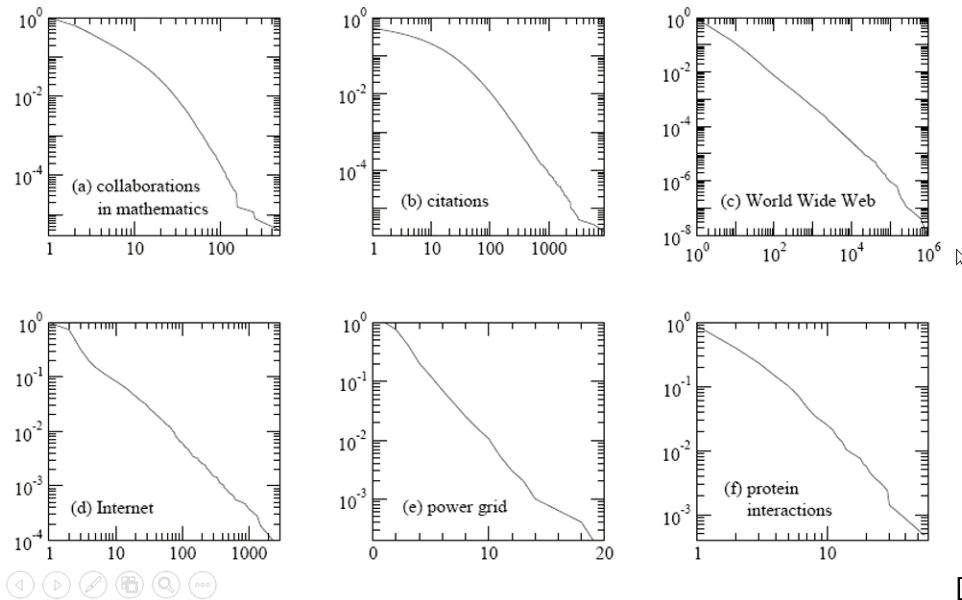 10^0 10^0 10^0
10^-2 10^-2 10^-2
10^-4 10^-4 10^-4
10^-6
10^-8
(a) collaborations
in mathematics
(b) citations
(c) World Wide Web
1 10 100
1 10 100 1000
10^0 10^2 10^4 10^6
10^0 10^0 10^0
10^-1 10^-1 10^-1
10^-2 10^-2 10^-2
10^-3 10^-3 10^-3
10^-4
(d) Internet
(e) power grid
(f) protein
interactions
1 10 100 1000
0 10 20
1 10